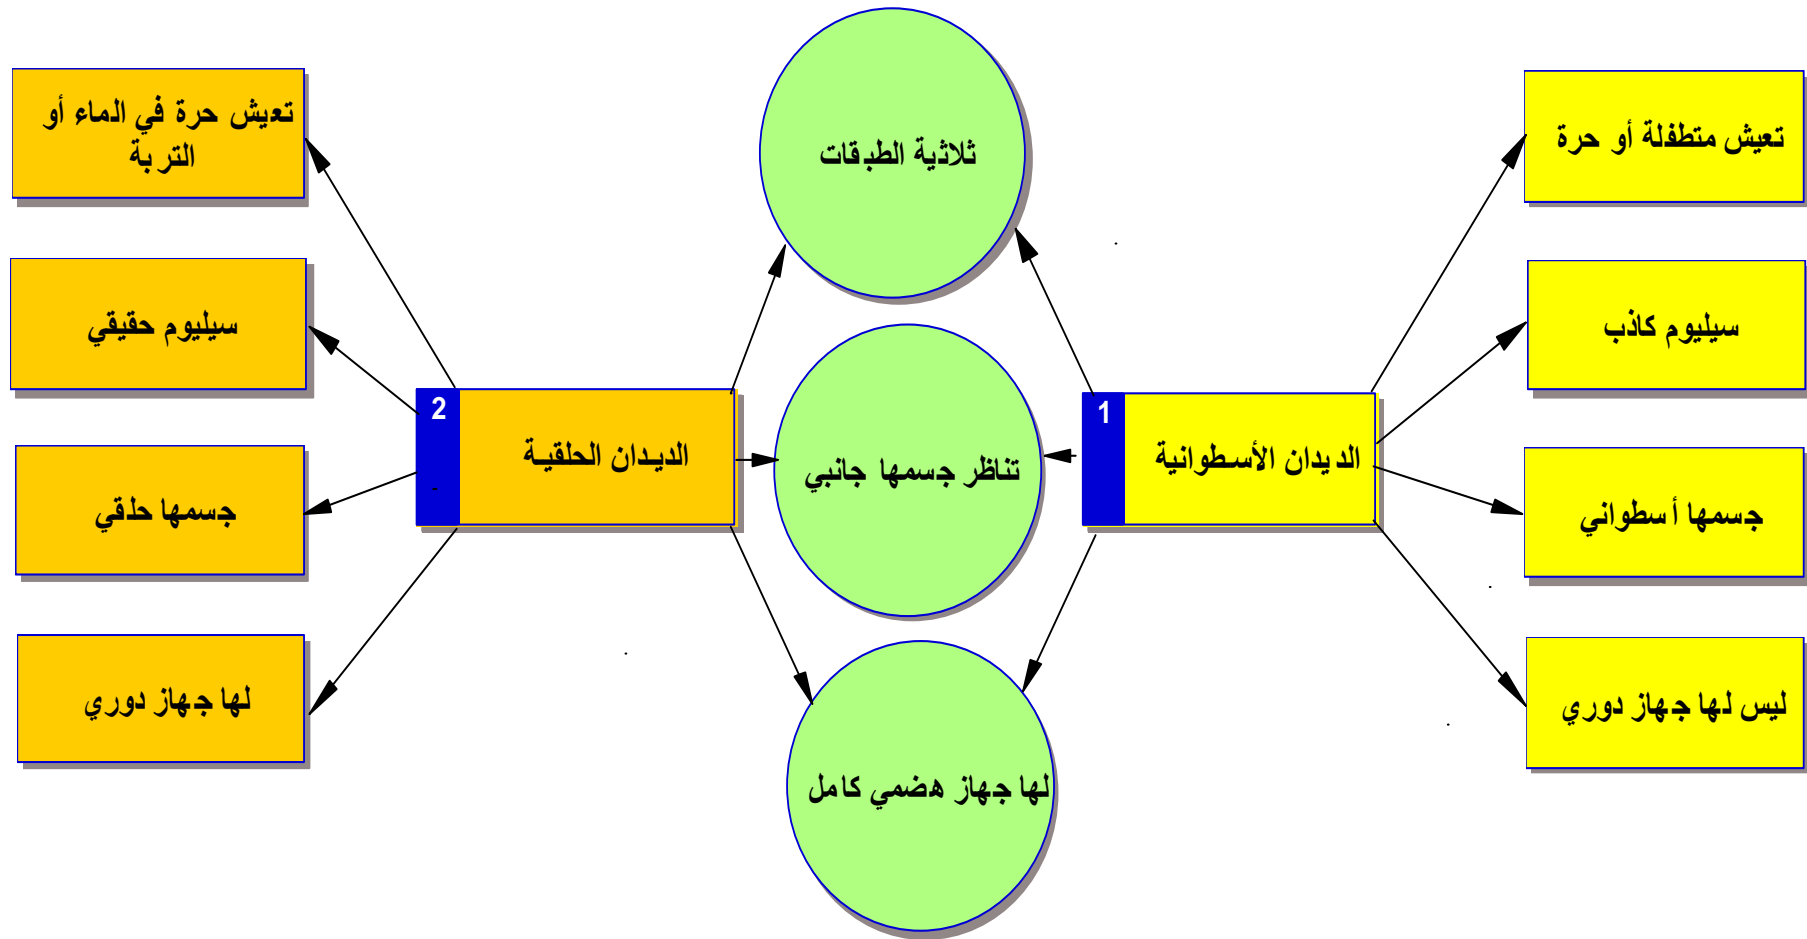 تعيش متطفلة أو حرة
سيليوم كاذب
جسمها أسطواني
ليس لها جهاز دوري
1
الديدان الأسطوانية
ثلاثية الطبقات
تناظر جسمها جانبي
لها جهاز هضمي كامل
2
الديدان الحلقية
تعيش حرة في الماء أو
التربة
سيليوم حقيقي
جسمها حلقي
لها جهاز دوري